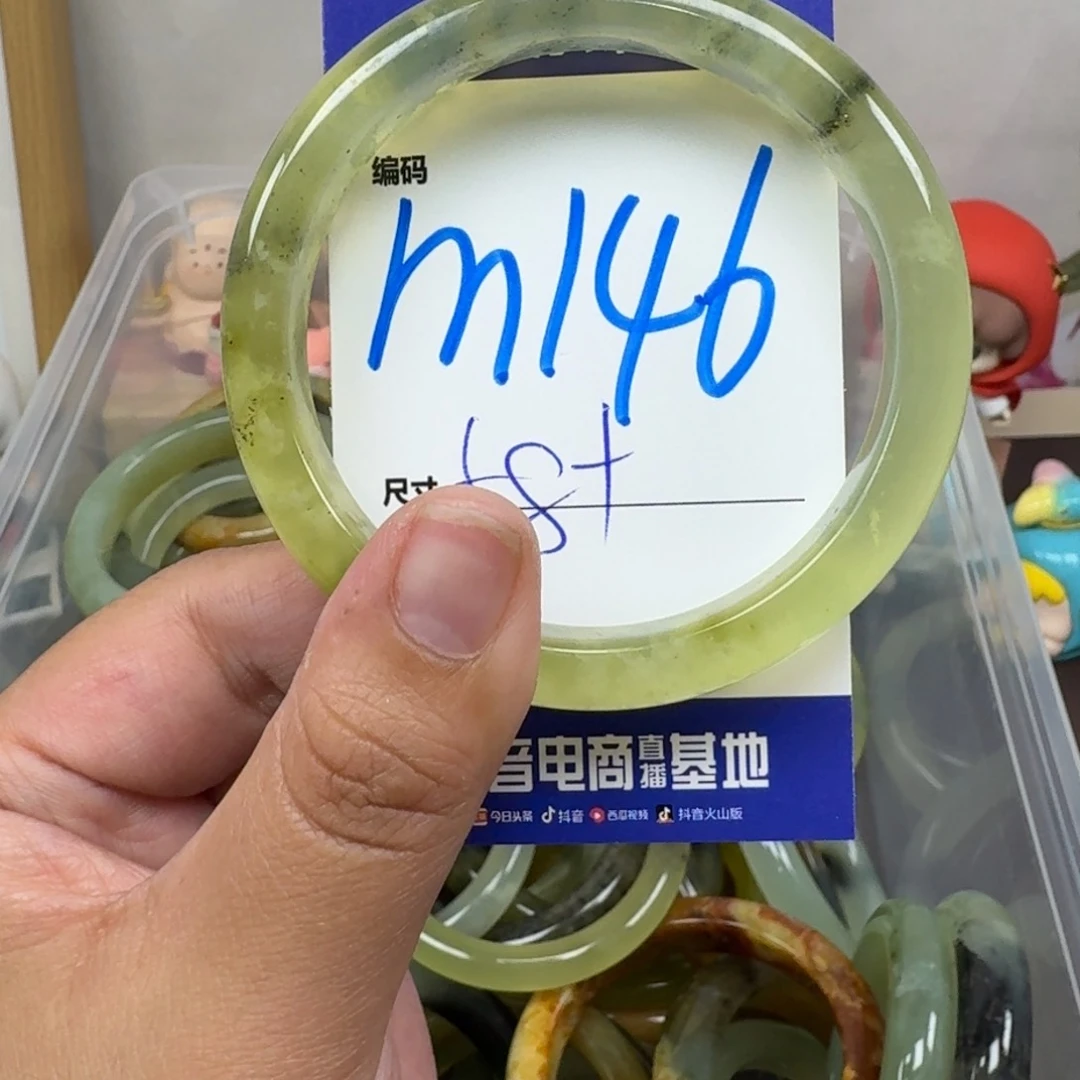 编码
m146
尺寸 58+
音电商直播基地
今日头条 抖音 西瓜视频 抖音火山版